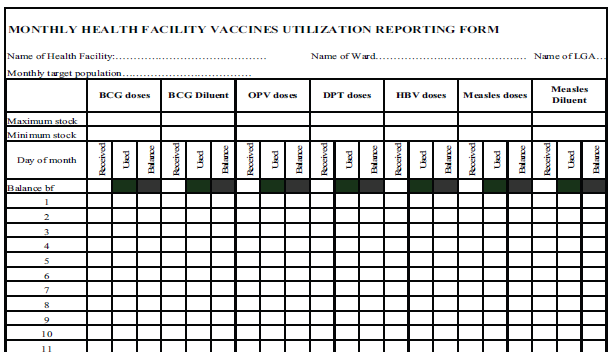 MONTHLY HEALTH FACILITY VACCINES UTILIZATION REPORTING FORM
Name of Health Facility:………………………………………… Name of Ward………………………………………… Name of LGA…
Monthly target population…………………………………
BCG doses BCG Diluent OPV doses DPT doses HBV doses Measles doses Measles Diluent
Maximum stock
Minimum stock
Day of month Received Used Balance Received Used Balance Received Used Balance Received Used Balance Received Used Balance Received Used Balance Received Used Balance
Balance bf
1
2
3
4
5
6
7
8
9
10
11